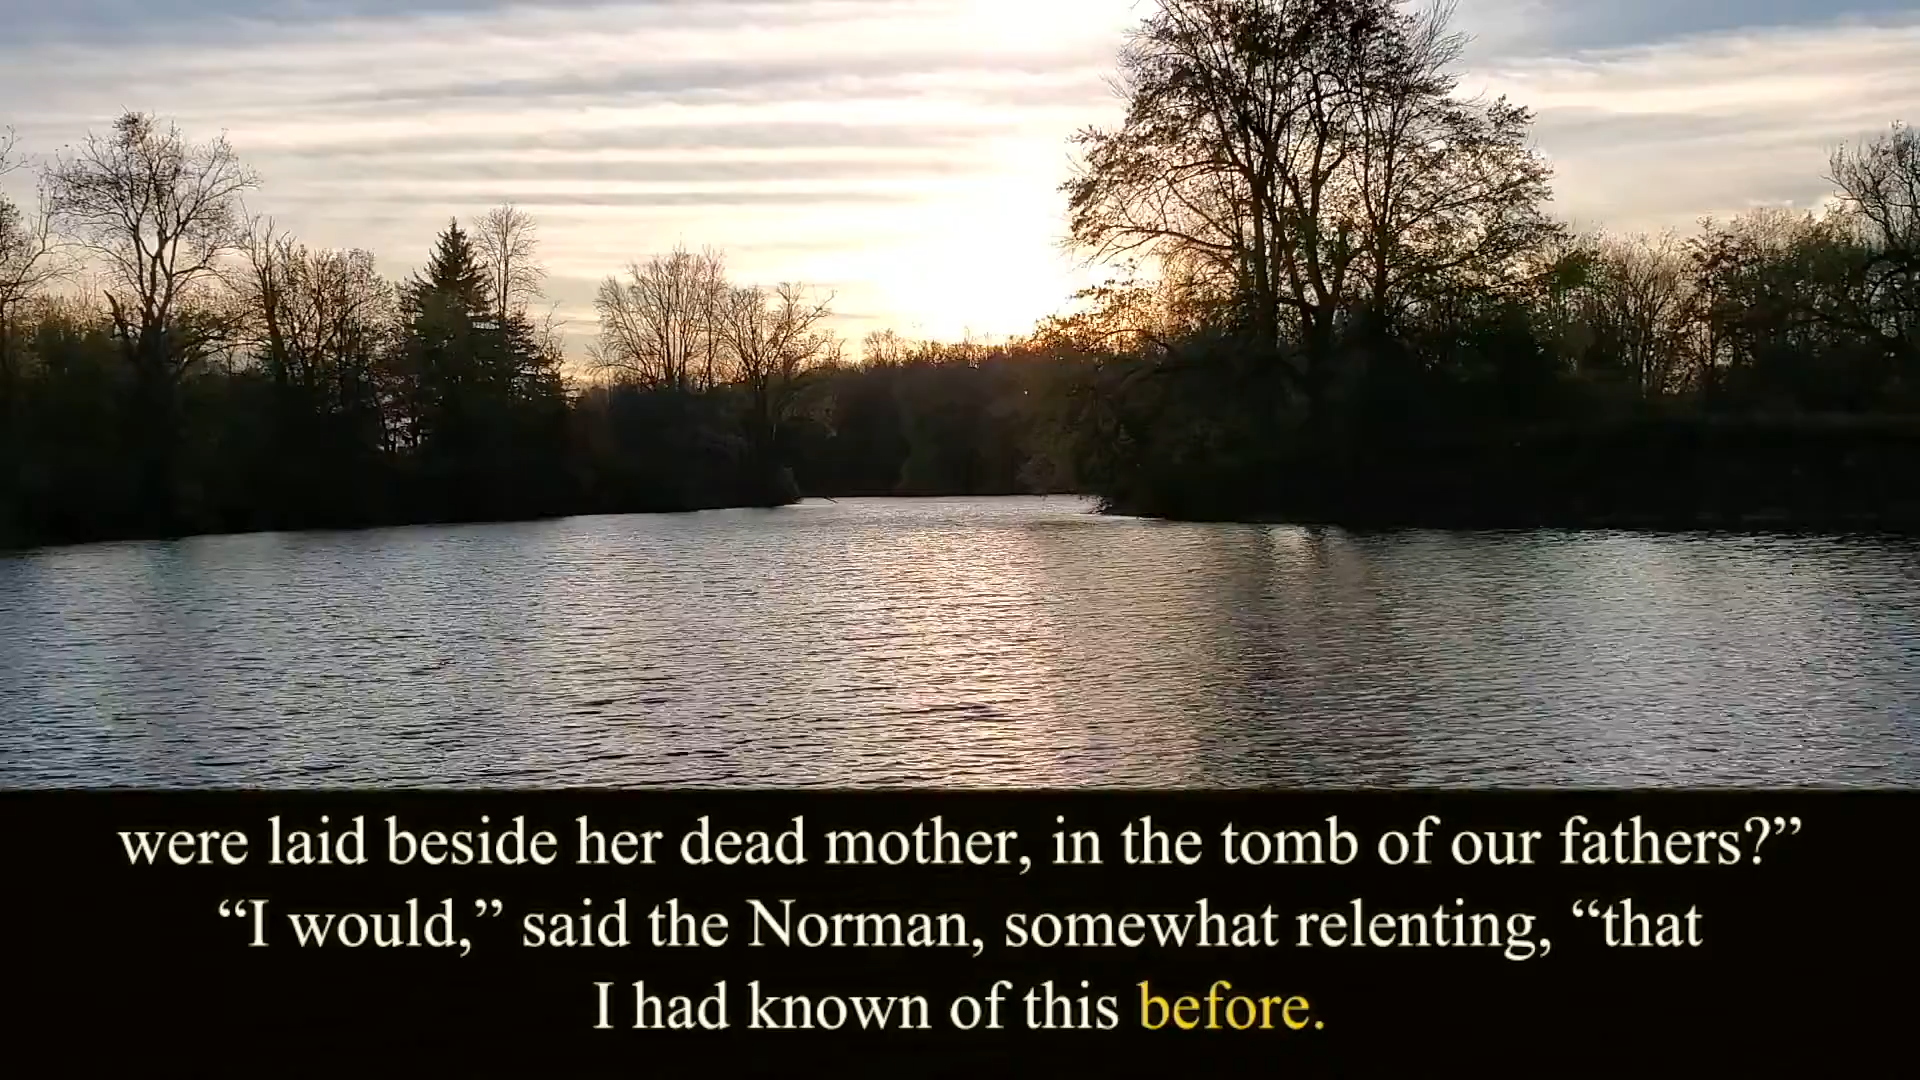 were laid beside her dead mother, in the tomb of our fathers?”
“I would,” said the Norman, somewhat relenting, “that
I had known of this before.